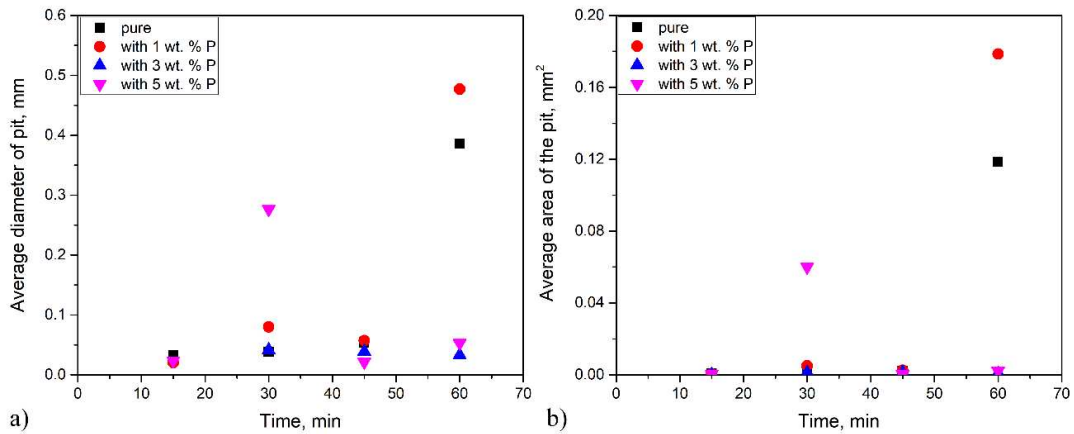 0.6
0.5
0.4
0.3
0.2
0.1
0.0
Average diameter of pit, mm
pure
with 1 wt. % P
with 3 wt. % P
with 5 wt. % P
0 10 20 30 40 50 60 70
Time, min
a)
0.20
0.16
0.12
0.08
0.04
0.00
Average area of the pit, mm²
pure
with 1 wt. % P
with 3 wt. % P
with 5 wt. % P
0 10 20 30 40 50 60 70
Time, min
b)